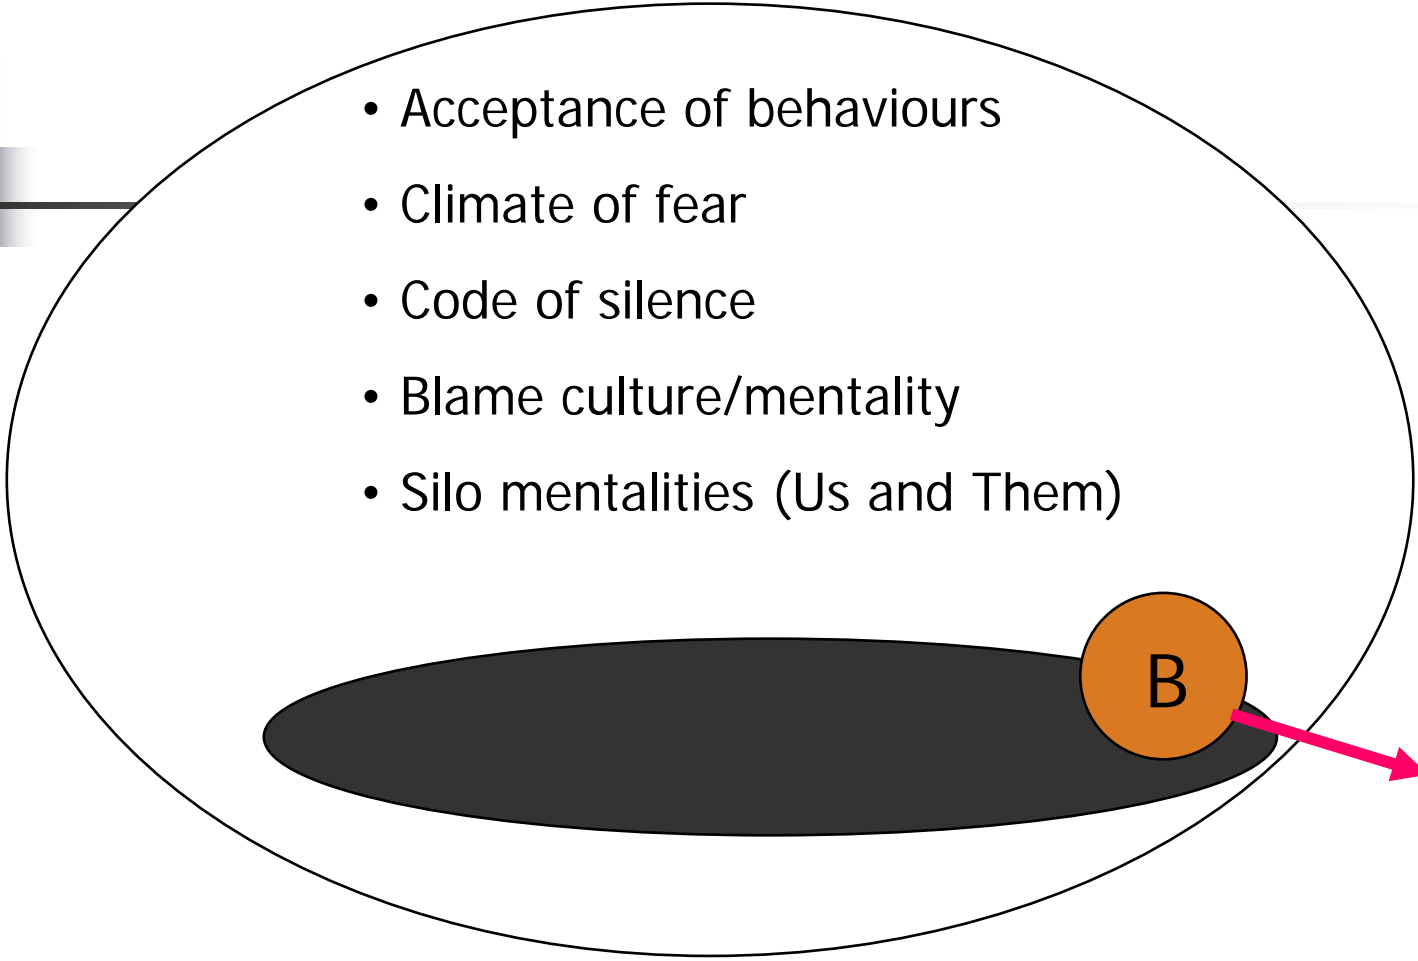 • Acceptance of behaviours
• Climate of fear
• Code of silence
• Blame culture/mentality
• Silo mentalities (Us and Them)
B